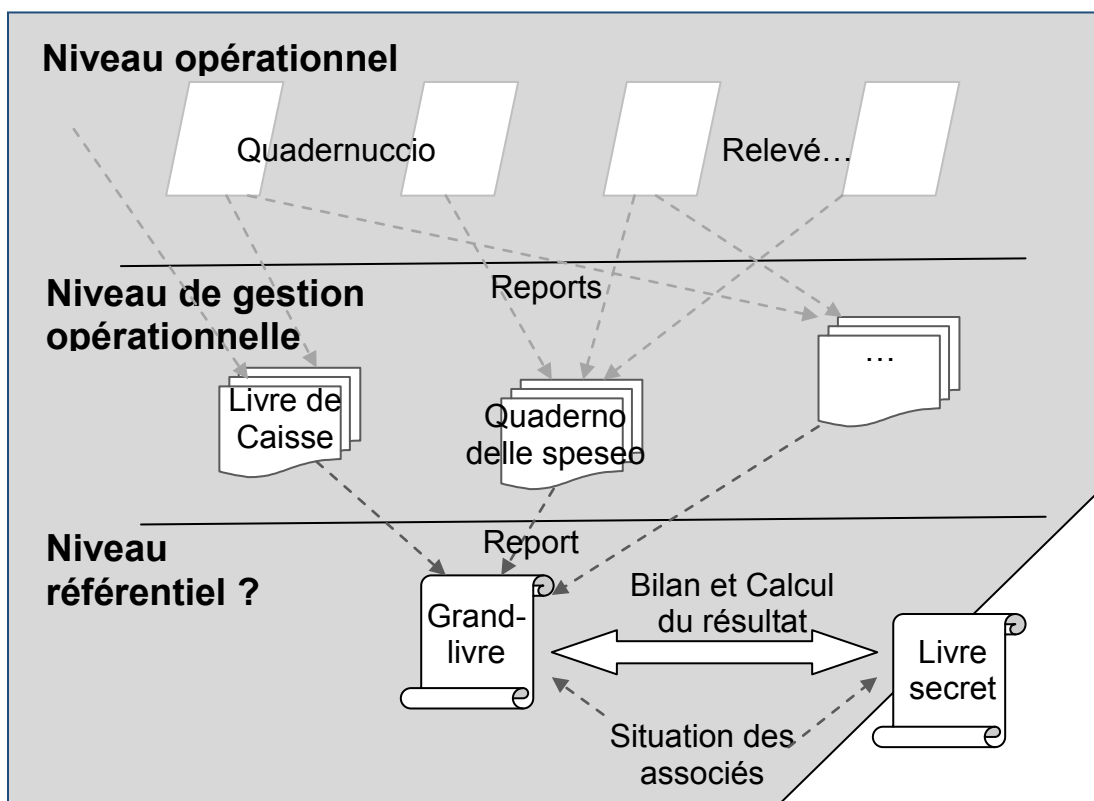 Niveau opérationnel
Quadernuccio
Relevé…
Niveau de gestion
opérationnelle
Reports
…
Livre de
Caisse
Quaderno
delle speseo
Niveau
référentiel ?
Report
Bilan et Calcul
du résultat
Grand-
livre
Livre
secret
Situation des
associés